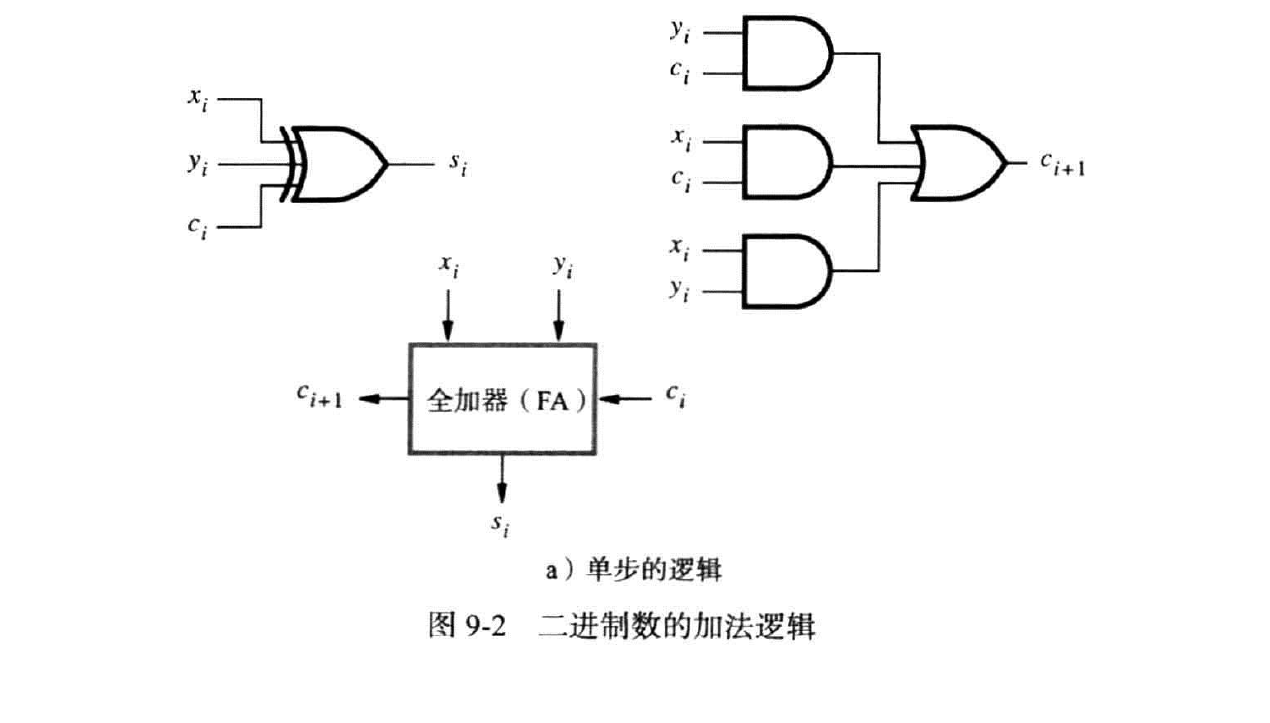 x_i
y_i
c_i
s_i
y_i
c_i
x_i
c_i
x_i
y_i
c_{i+1}
x_i y_i
c_{i+1} 全加器（FA） c_i
s_i
a）单步的逻辑
图 9-2 二进制数的加法逻辑